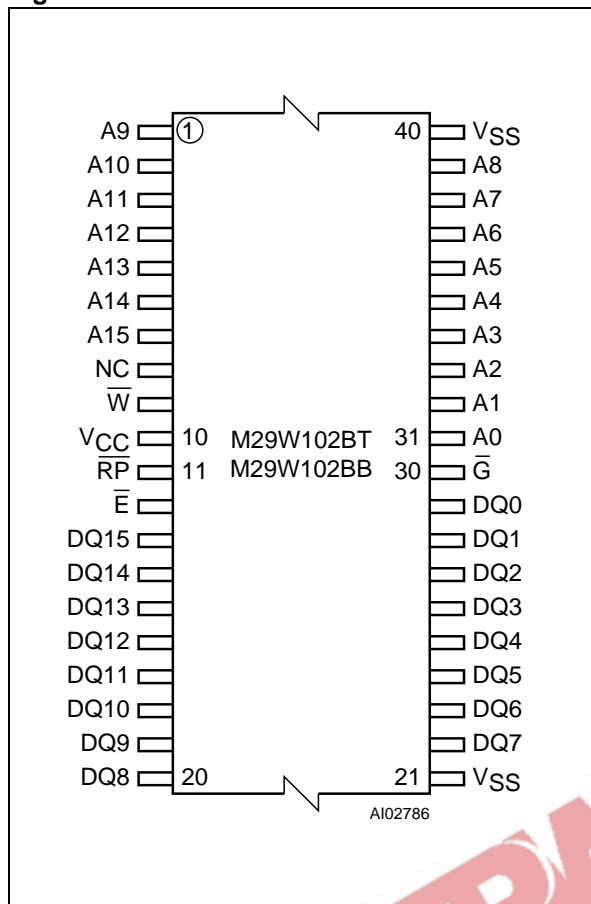 A9 1 40 VSS
A10 A8
A11 A7
A12 A6
A13 A5
A14 A4
A15 A3
NC A2
W̅ A1
VCC 10 M29W102BT 31 A0
R̅P̅ 11 M29W102BB 30 G̅
E̅ DQ0
DQ15 DQ1
DQ14 DQ2
DQ13 DQ3
DQ12 DQ4
DQ11 DQ5
DQ10 DQ6
DQ9 DQ7
DQ8 20 21 VSS
AI02786